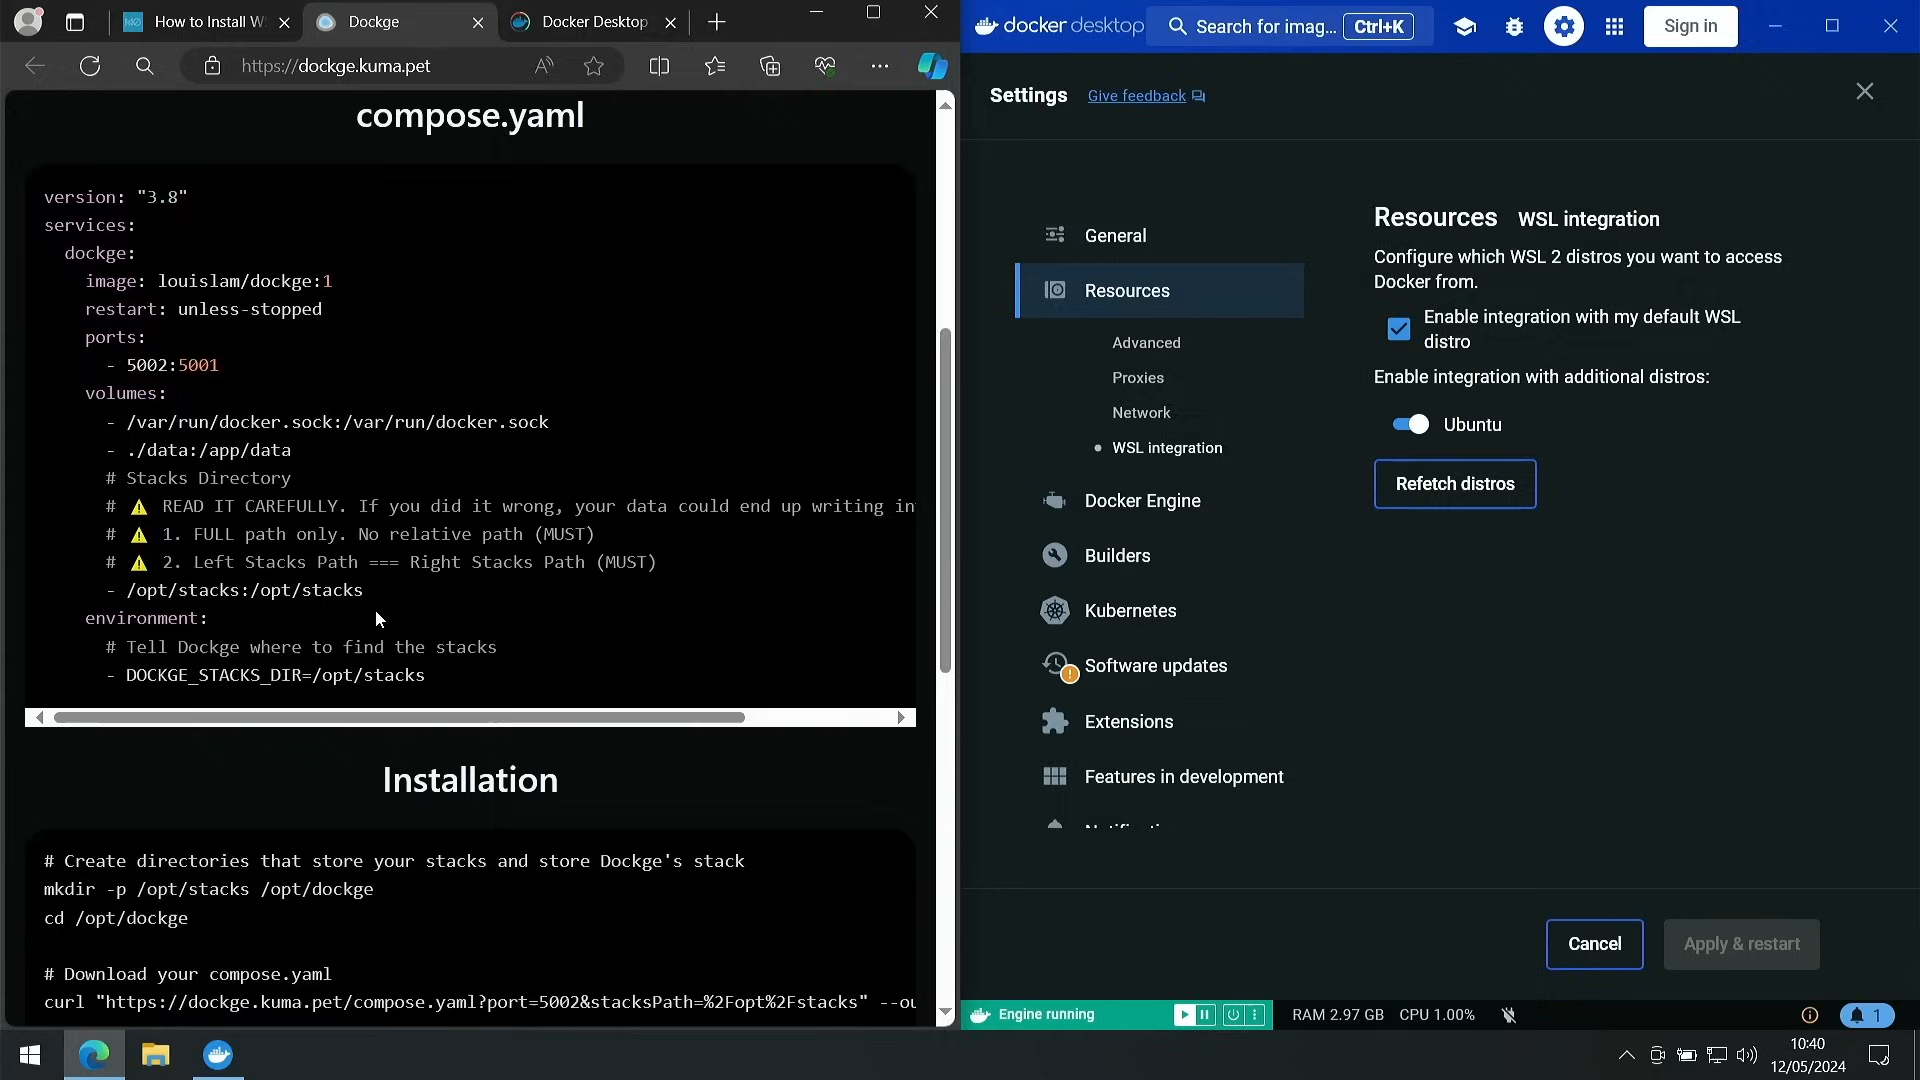 How to Install W
Dockge
Docker Desktop
https://dockge.kuma.pet
compose.yaml
version: "3.8"
services:
dockge:
image: louislam/dockge:1
restart: unless-stopped
ports:
- 5002:5001
volumes:
- /var/run/docker.sock:/var/run/docker.sock
- ./data:/app/data
# Stacks Directory
# ⚠ READ IT CAREFULLY. If you did it wrong, your data could end up writing in
# ⚠ 1. FULL path only. No relative path (MUST)
# ⚠ 2. Left Stacks Path === Right Stacks Path (MUST)
- /opt/stacks:/opt/stacks
environment:
# Tell Dockge where to find the stacks
- DOCKGE_STACKS_DIR=/opt/stacks
Installation
# Create directories that store your stacks and store Dockge's stack
mkdir -p /opt/stacks /opt/dockge
cd /opt/dockge
# Download your compose.yaml
curl "https://dockge.kuma.pet/compose.yaml?port=5002&stacksPath=%2Fopt%2Fstacks" --ou
docker desktop
Search for imag... Ctrl+K
Sign in
Settings Give feedback
General
Resources
Advanced
Proxies
Network
WSL integration
Docker Engine
Builders
Kubernetes
Software updates
Extensions
Features in development
Resources WSL integration
Configure which WSL 2 distros you want to access
Docker from.
Enable integration with my default WSL
distro
Enable integration with additional distros:
Ubuntu
Refetch distros
Cancel
Apply & restart
Engine running
RAM 2.97 GB CPU 1.00%
1
10:40
12/05/2024